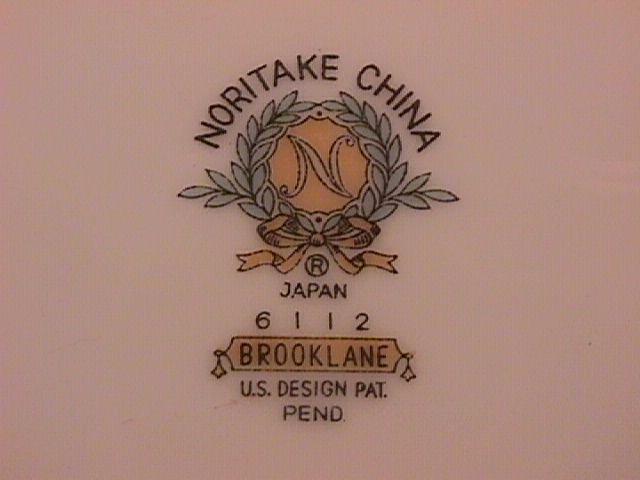 NORITAKE CHINA
N
®
JAPAN
6112
BROOKLANE
U.S. DESIGN PAT.
PEND.